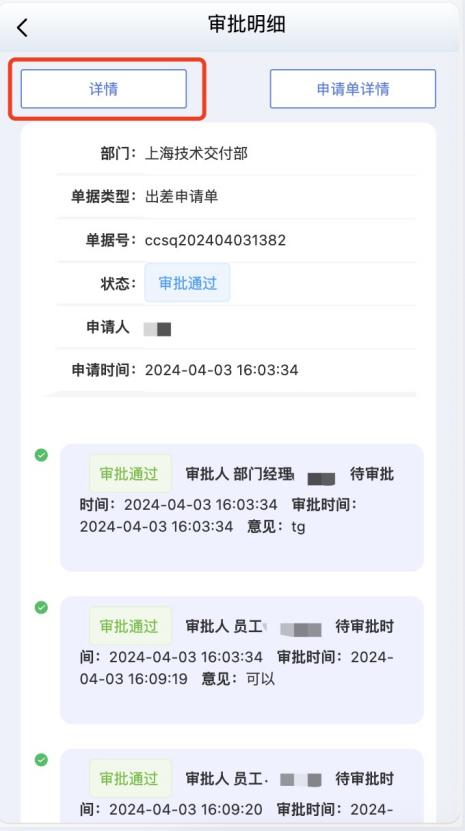 审批明细
详情
申请单详情
部门：上海技术交付部
单据类型：出差申请单
单据号：ccsq202404031382
状态：审批通过
申请人
申请时间：2024-04-03 16:03:34
审批通过 审批人 部门经理 待审批
时间：2024-04-03 16:03:34 审批时间：
2024-04-03 16:03:34 意见：tg
审批通过 审批人 员工 待审批时
间：2024-04-03 16:03:34 审批时间：2024-
04-03 16:09:19 意见：可以
审批通过 审批人 员工 待审批时
间：2024-04-03 16:09:20 审批时间：2024-